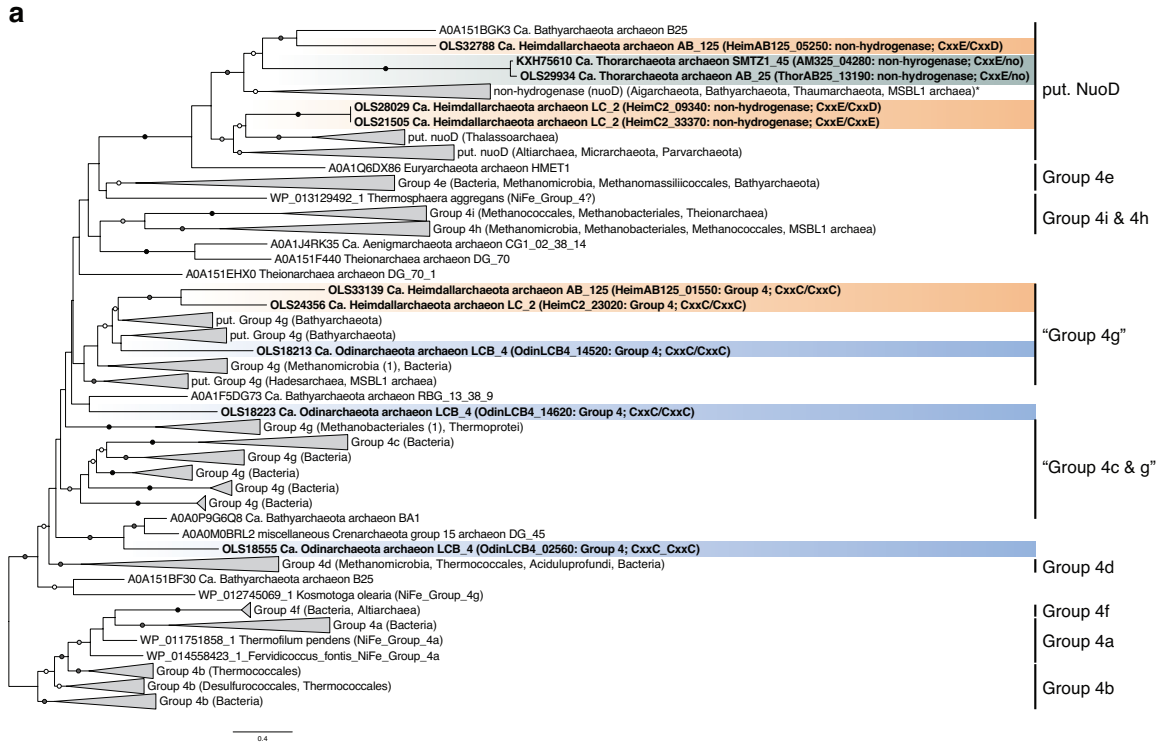 a
A0A151BGK3 Ca. Bathyarchaeota archaeon B25
OLS32788 Ca. Heimdallarchaeota archaeon AB_125 (HeimAB125_05250: non-hydrogenase; CxxE/CxxD)
KXH75610 Ca. Thorarchaeota archaeon SMTZ1_45 (AM325_04280: non-hyrogenase; CxxE/no)
OLS29934 Ca. Thorarchaeota archaeon AB_25 (ThorAB25_13190: non-hydrogenase; CxxE/no)
non-hydrogenase (nuoD) (Aigarchaeota, Bathyarchaeota, Thaumarchaeota, MSBL1 archaea)*
put. NuoD
OLS28029 Ca. Heimdallarchaeota archaeon LC_2 (HeimC2_09340: non-hydrogenase; CxxE/CxxD)
OLS21505 Ca. Heimdallarchaeota archaeon LC_2 (HeimC2_33370: non-hydrogenase; CxxE/CxxE)
put. nuoD (Thalassoarchaea)
put. nuoD (Altiarchaea, Micrarchaeota, Parvarchaeota)
A0A1Q6DX86 Euryarchaeota archaeon HMET1
Group 4e (Bacteria, Methanomicrobia, Methanomassiliicoccales, Bathyarchaeota)
Group 4e
WP_013129492_1 Thermosphaera aggregans (NiFe_Group_4?)
Group 4i (Methanococcales, Methanobacteriales, Theionarchaea)
Group 4i & 4h
Group 4h (Methanomicrobia, Methanobacteriales, Methanococcales, MSBL1 archaea)
A0A1J4RK35 Ca. Aenigmarchaeota archaeon CG1_02_38_14
A0A151F440 Theionarchaea archaeon DG_70
A0A151EHX0 Theionarchaea archaeon DG_70_1
OLS33139 Ca. Heimdallarchaeota archaeon AB_125 (HeimAB125_01550: Group 4; CxxC/CxxC)
OLS24356 Ca. Heimdallarchaeota archaeon LC_2 (HeimC2_23020: Group 4; CxxC/CxxC)
put. Group 4g (Bathyarchaeota)
put. Group 4g (Bathyarchaeota)
"Group 4g"
OLS18213 Ca. Odinarchaeota archaeon LCB_4 (OdinLCB4_14520: Group 4; CxxC/CxxC)
Group 4g (Methanomicrobia (1), Bacteria)
put. Group 4g (Hadesarchaea, MSBL1 archaea)
A0A1F5DG73 Ca. Bathyarchaeota archaeon RBG_13_38_9
OLS18223 Ca. Odinarchaeota archaeon LCB_4 (OdinLCB4_14620: Group 4; CxxC/CxxC)
Group 4g (Methanobacteriales (1), Thermoprotei)
Group 4c (Bacteria)
Group 4g (Bacteria)
"Group 4c & g"
Group 4g (Bacteria)
Group 4g (Bacteria)
Group 4g (Bacteria)
A0A0P9G6Q8 Ca. Bathyarchaeota archaeon BA1
A0A0M0BRL2 miscellaneous Crenarchaeota group 15 archaeon DG_45
OLS18555 Ca. Odinarchaeota archaeon LCB_4 (OdinLCB4_02560: Group 4; CxxC_CxxC)
Group 4d (Methanomicrobia, Thermococcales, Aciduluprofundi, Bacteria)
Group 4d
A0A151BF30 Ca. Bathyarchaeota archaeon B25
WP_012745069_1 Kosmotoga olearia (NiFe_Group_4g)
Group 4f (Bacteria, Altiarchaea)
Group 4f
Group 4a (Bacteria)
WP_011751858_1 Thermofilum pendens (NiFe_Group_4a)
Group 4a
WP_014558423_1_Fervidicoccus_fontis_NiFe_Group_4a
Group 4b (Thermococcales)
Group 4b (Desulfurococcales, Thermococcales)
Group 4b
Group 4b (Bacteria)
0.4